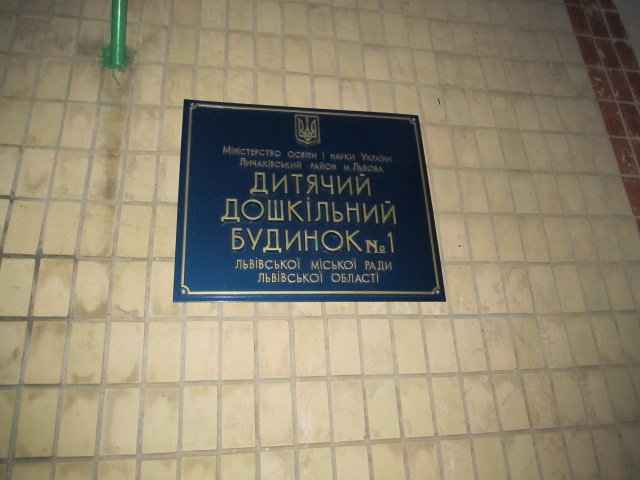 Міністерство освіти і науки України
Личаківський район м.Львова
ДИТЯЧИЙ
ДОШКІЛЬНИЙ
БУДИНОК №1
ЛЬВІВСЬКОЇ МІСЬКОЇ РАДИ
ЛЬВІВСЬКОЇ ОБЛАСТІ